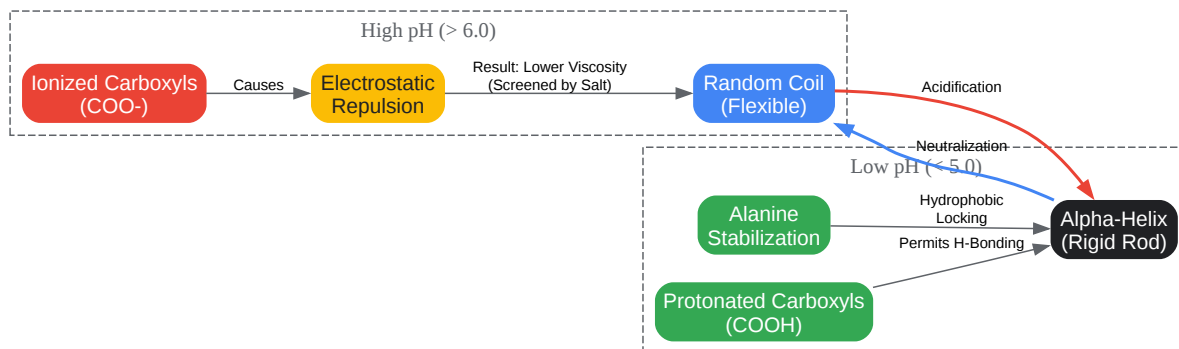 High pH (> 6.0)
Ionized Carboxyls
(COO-)
Causes
Electrostatic
Repulsion
Result: Lower Viscosity
(Screened by Salt)
Random Coil
(Flexible)
Acidification
Neutralization
Low pH (< 5.0)
Alanine
Stabilization
Hydrophobic
Locking
Permits H-Bonding
Alpha-Helix
(Rigid Rod)
Protonated Carboxyls
(COOH)